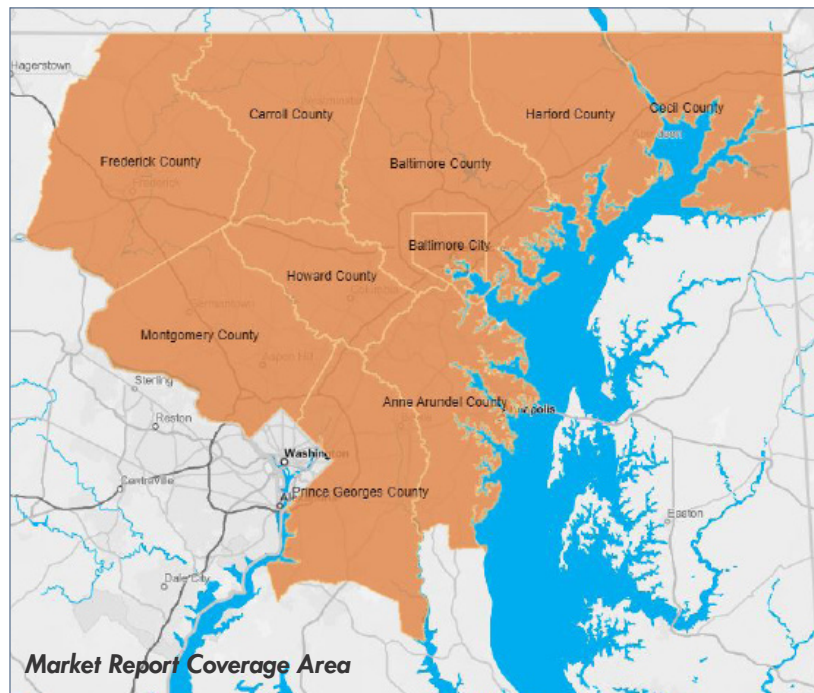 Hagerstown
Carroll County
Harford County
Cecil County
Frederick County
Frederick
Baltimore County
Baltimore City
Howard County
Montgomery County
Sterling
Reston
Anne Arundel County
Washington
Centreville
Prince Georges County
Easton
Dale City
Market Report Coverage Area